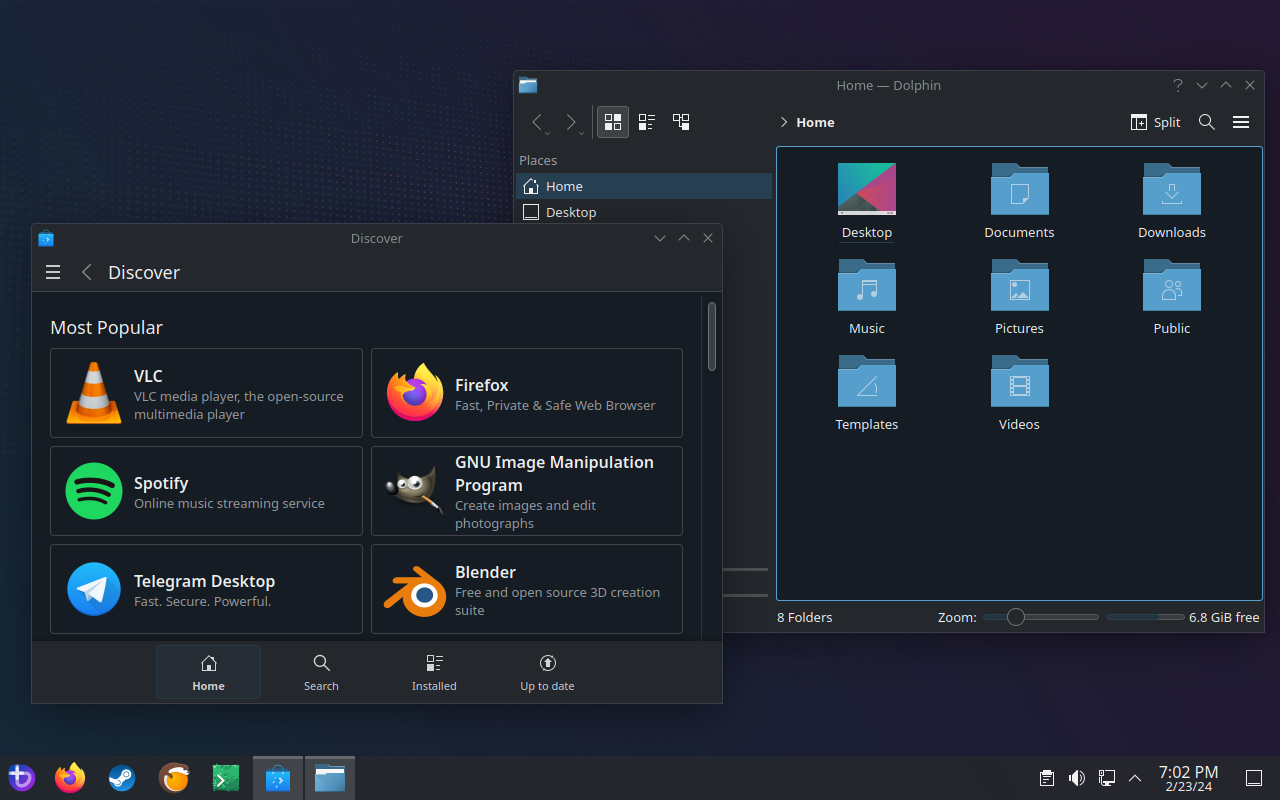 Home — Dolphin
Home
Split
Places
Home
Desktop
Desktop
Documents
Downloads
Music
Pictures
Public
Templates
Videos
8 Folders
Zoom:
6.8 GiB free
Discover
Discover
Most Popular
VLC
VLC media player, the open-source
multimedia player
Firefox
Fast, Private & Safe Web Browser
Spotify
Online music streaming service
GNU Image Manipulation
Program
Create images and edit
photographs
Telegram Desktop
Fast. Secure. Powerful.
Blender
Free and open source 3D creation
suite
Home
Search
Installed
Up to date
7:02 PM
2/23/24